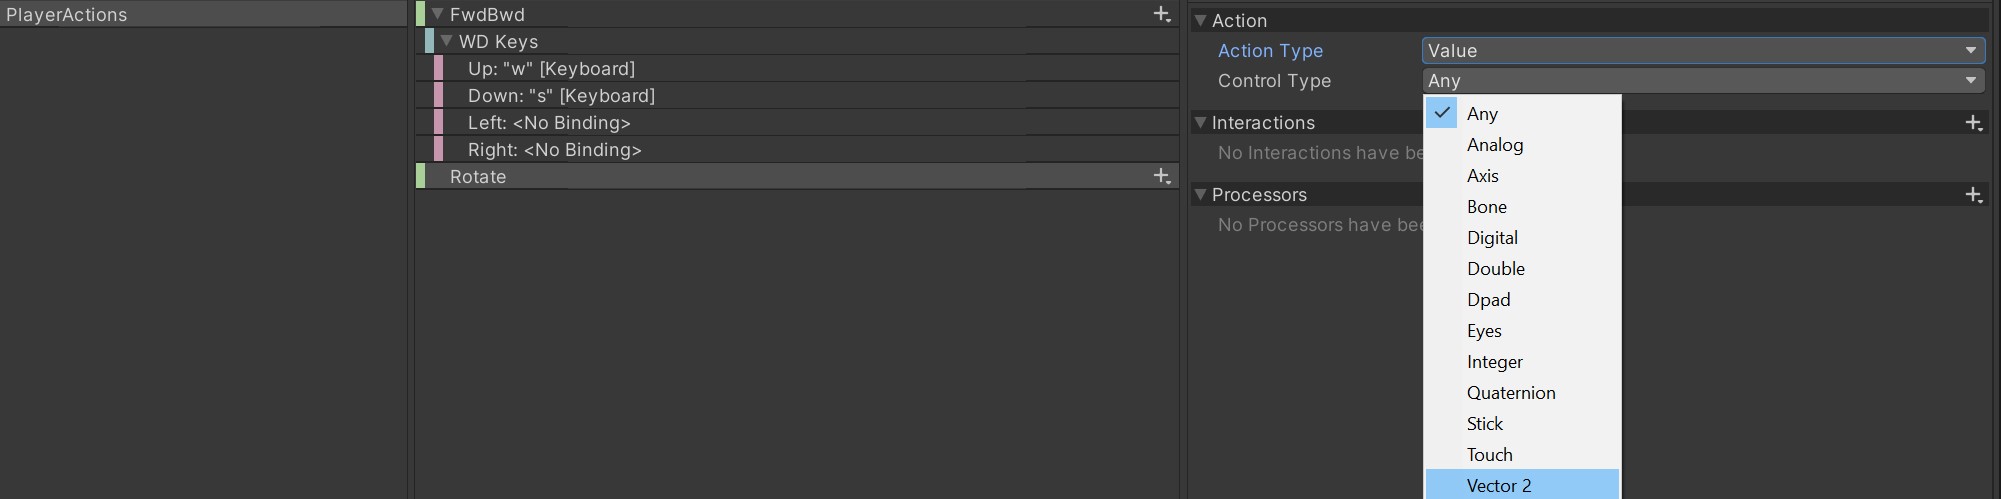 PlayerActions
FwdBwd
WD Keys
Up: "w" [Keyboard]
Down: "s" [Keyboard]
Left: <No Binding>
Right: <No Binding>
Rotate
Action
Action Type Value
Control Type Any
Interactions
No Interactions have be
Processors
No Processors have bee
Any
Analog
Axis
Bone
Digital
Double
Dpad
Eyes
Integer
Quaternion
Stick
Touch
Vector 2